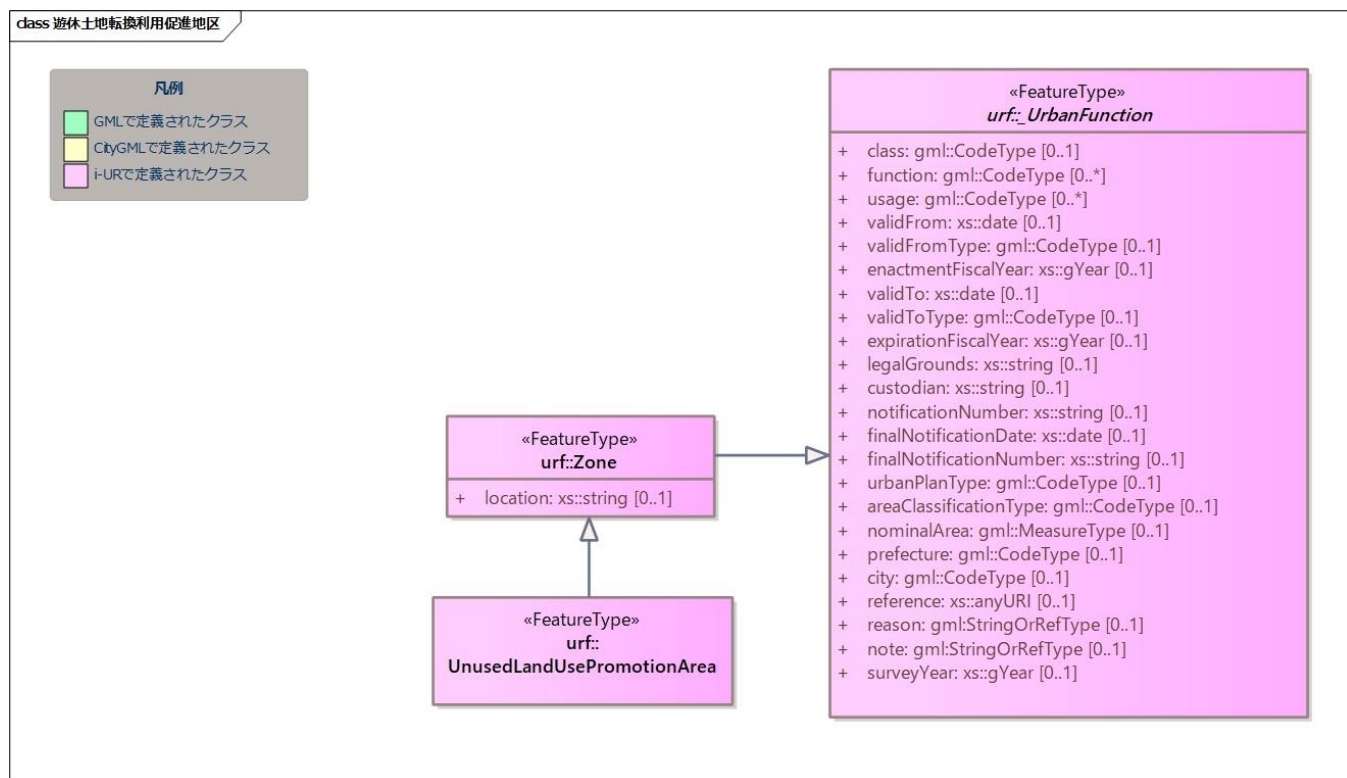 class 遊休土地転換利用促進地区
凡例
GMLで定義されたクラス
CityGMLで定義されたクラス
i-URで定義されたクラス
«FeatureType»
urf::_UrbanFunction
+ class: gml::CodeType [0..1]
+ function: gml::CodeType [0..*]
+ usage: gml::CodeType [0..*]
+ validFrom: xs::date [0..1]
+ validFromType: gml::CodeType [0..1]
+ enactmentFiscalYear: xs::gYear [0..1]
+ validTo: xs::date [0..1]
+ validToType: gml::CodeType [0..1]
+ expirationFiscalYear: xs::gYear [0..1]
+ legalGrounds: xs::string [0..1]
+ custodian: xs::string [0..1]
+ notificationNumber: xs::string [0..1]
+ finalNotificationDate: xs::date [0..1]
+ finalNotificationNumber: xs::string [0..1]
+ urbanPlanType: gml::CodeType [0..1]
+ areaClassificationType: gml::CodeType [0..1]
+ nominalArea: gml::MeasureType [0..1]
+ prefecture: gml::CodeType [0..1]
+ city: gml::CodeType [0..1]
+ reference: xs::anyURI [0..1]
+ reason: gml:StringOrRefType [0..1]
+ note: gml:StringOrRefType [0..1]
+ surveyYear: xs::gYear [0..1]
«FeatureType»
urf::Zone
+ location: xs::string [0..1]
«FeatureType»
urf::
UnusedLandUsePromotionArea